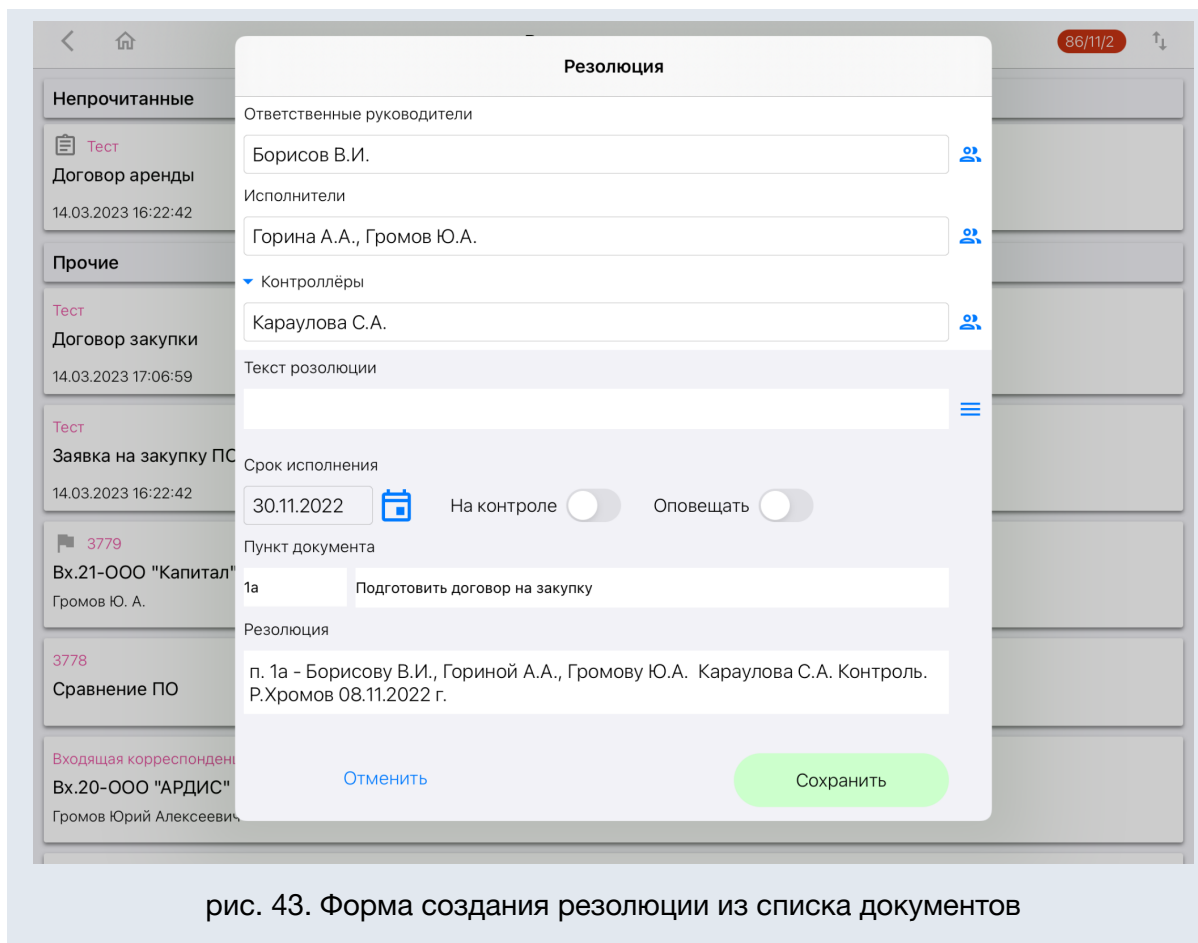 86/11/2
Резолюция
Непрочитанные
Тест
Договор аренды
14.03.2023 16:22:42
Прочие
Тест
Договор закупки
14.03.2023 17:06:59
Тест
Заявка на закупку ПО
14.03.2023 16:22:42
3779
Вх.21-ООО "Капитал"
Громов Ю. А.
3778
Сравнение ПО
Входящая корреспонден
Вх.20-ООО "АРДИС"
Громов Юрий Алексеевич
Ответственные руководители
Борисов В.И.
Исполнители
Горина А.А., Громов Ю.А.
Контроллёры
Караулова С.А.
Текст розолюции
Срок исполнения
30.11.2022 На контроле Оповещать
Пункт документа
1а Подготовить договор на закупку
Резолюция
п. 1а - Борисову В.И., Гориной А.А., Громову Ю.А. Караулова С.А. Контроль.
Р.Хромов 08.11.2022 г.
Отменить Сохранить
рис. 43. Форма создания резолюции из списка документов